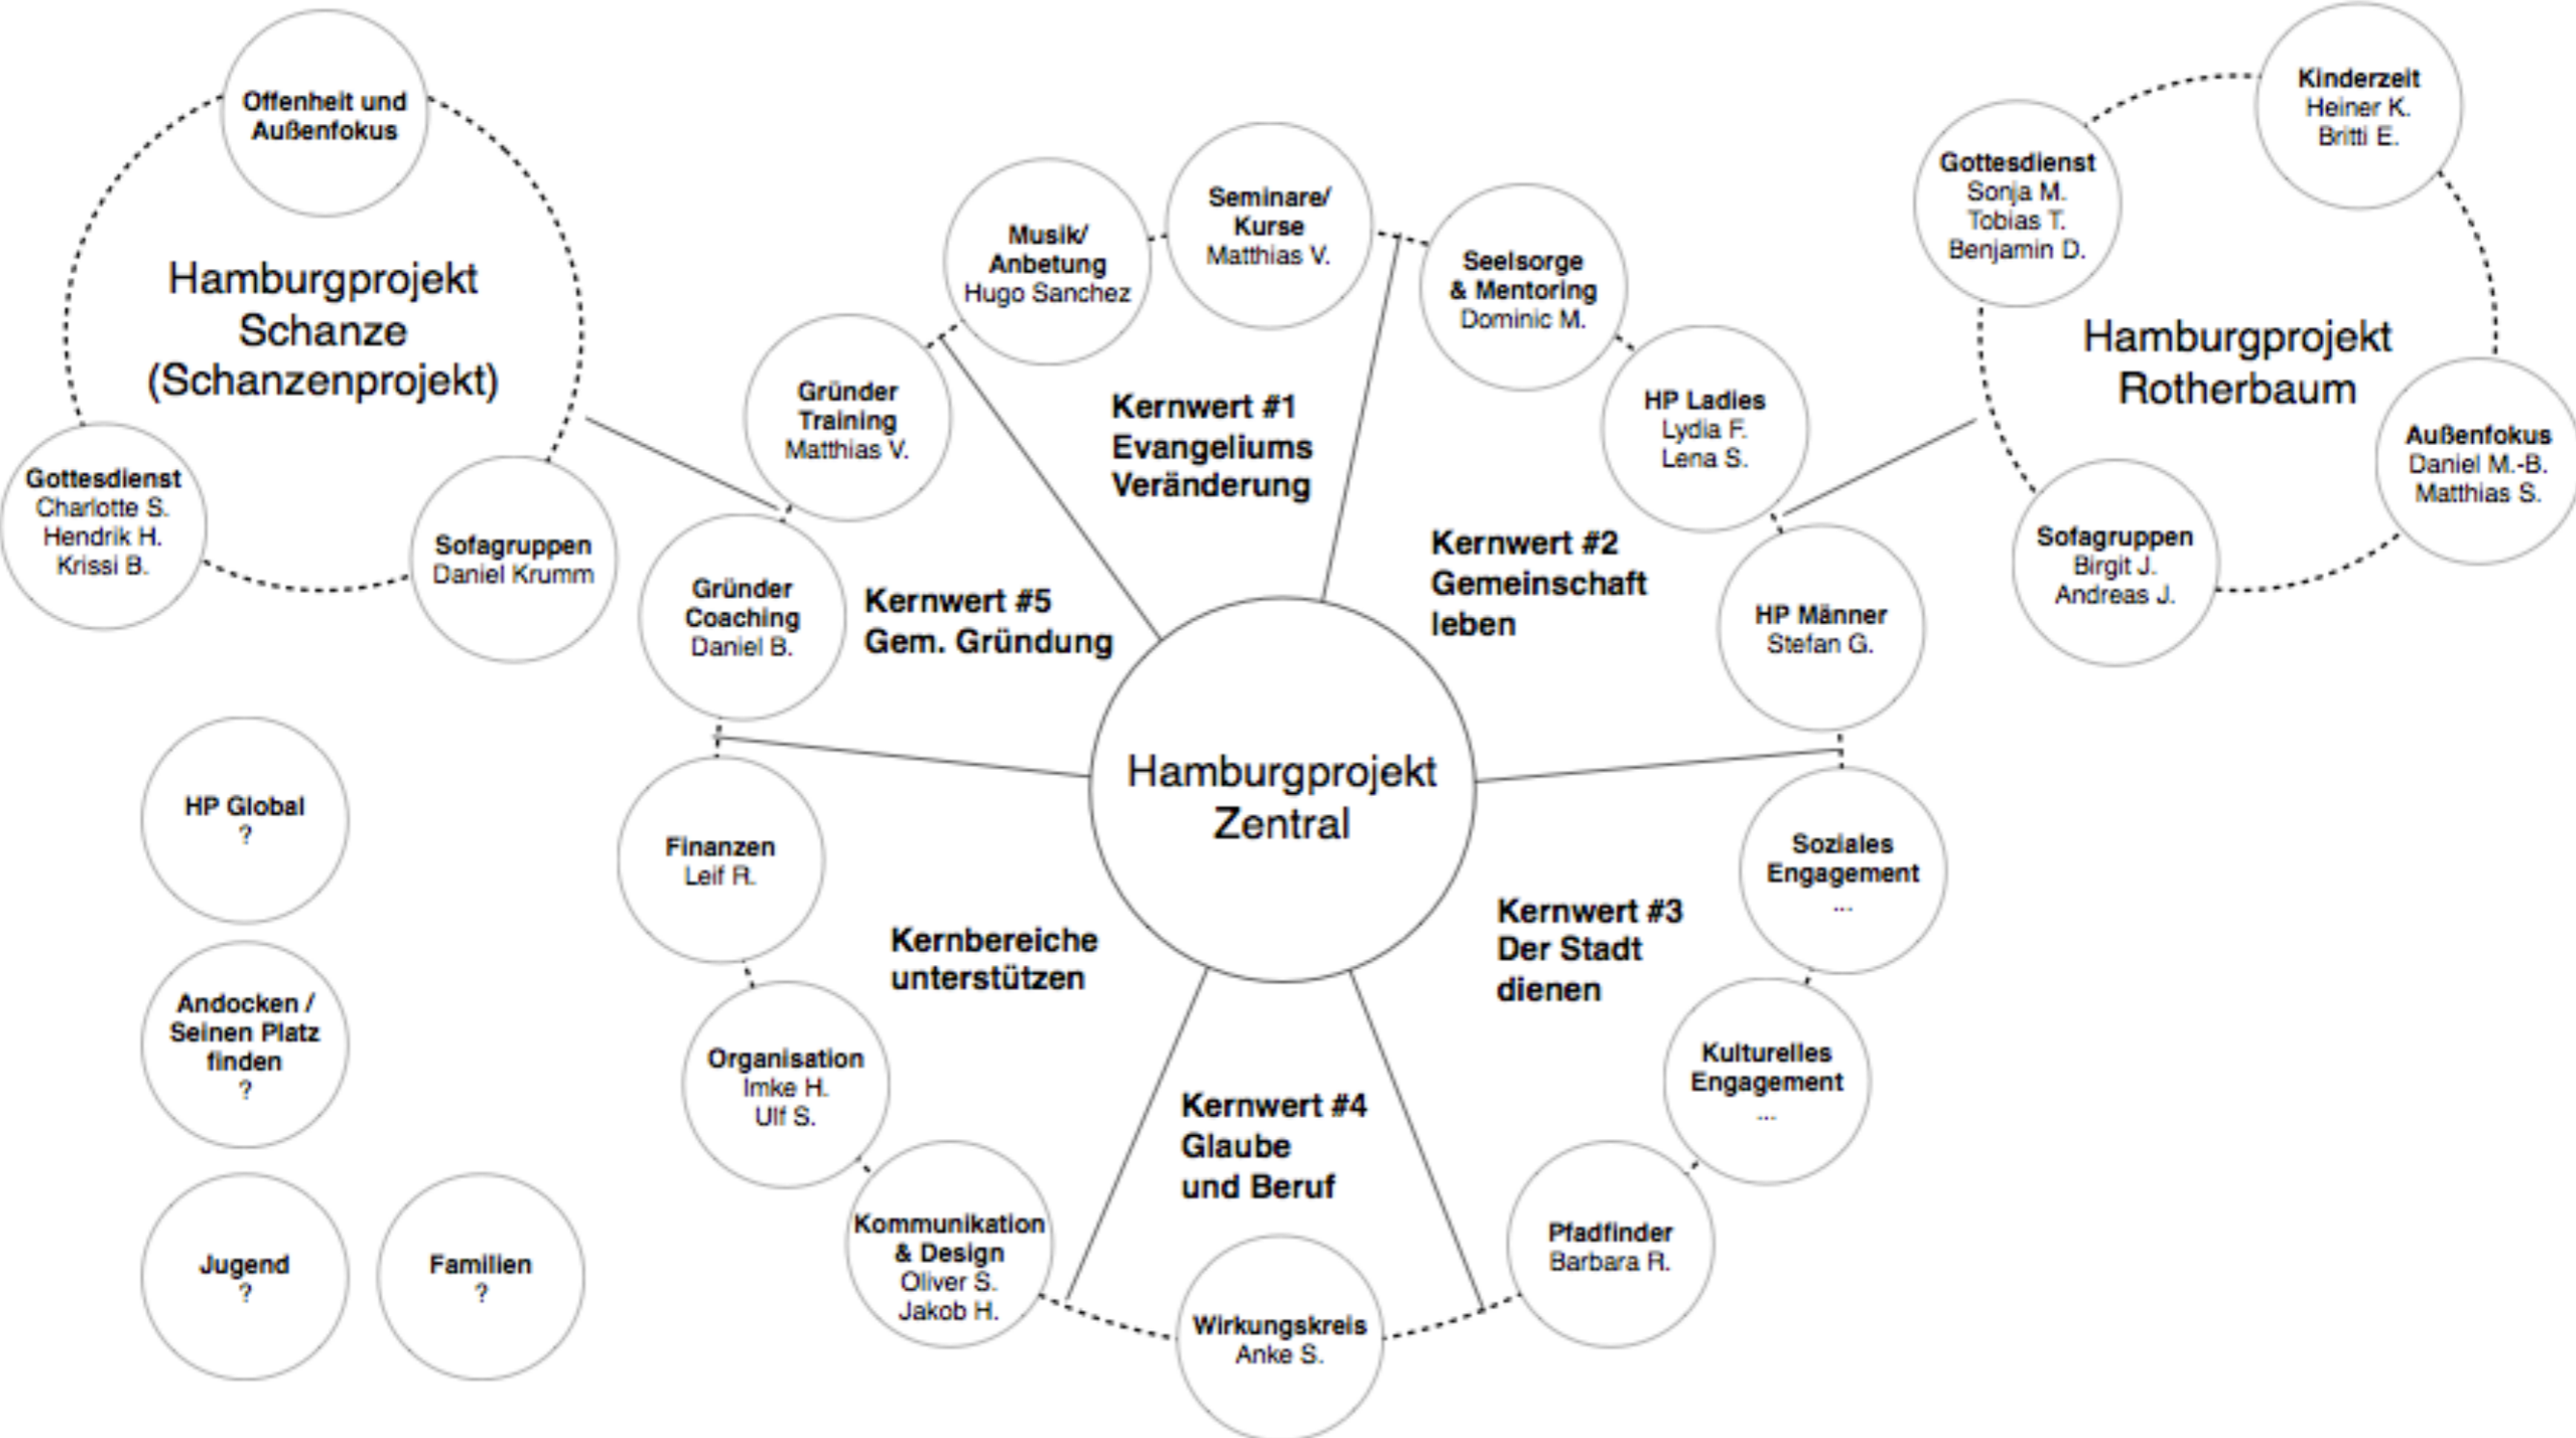 Offenheit und
Außenfokus
Hamburgprojekt
Schanze
(Schanzenprojekt)
Gottesdienst
Charlotte S.
Hendrik H.
Krissi B.
Sofagruppen
Daniel Krumm
Gründer
Training
Matthias V.
Gründer
Coaching
Daniel B.
Kernwert #5
Gem. Gründung
Musik/
Anbetung
Hugo Sanchez
Seminare/
Kurse
Matthias V.
Kernwert #1
Evangeliums
Veränderung
Seelsorge
& Mentoring
Dominic M.
HP Ladies
Lydia F.
Lena S.
HP Männer
Stefan G.
Kernwert #2
Gemeinschaft
leben
Kinderzeit
Heiner K.
Britti E.
Gottesdienst
Sonja M.
Tobias T.
Benjamin D.
Hamburgprojekt
Rotherbaum
Außenfokus
Daniel M.-B.
Matthias S.
Sofagruppen
Birgit J.
Andreas J.
Hamburgprojekt
Zentral
Soziales
Engagement
...
Kulturelles
Engagement
...
Pfadfinder
Barbara R.
Kernwert #3
Der Stadt
dienen
Kernwert #4
Glaube
und Beruf
Wirkungskreis
Anke S.
Kernbereiche
unterstützen
Finanzen
Leif R.
Organisation
Imke H.
Ulf S.
Kommunikation
& Design
Oliver S.
Jakob H.
HP Global
?
Andocken /
Seinen Platz
finden
?
Jugend
?
Familien
?